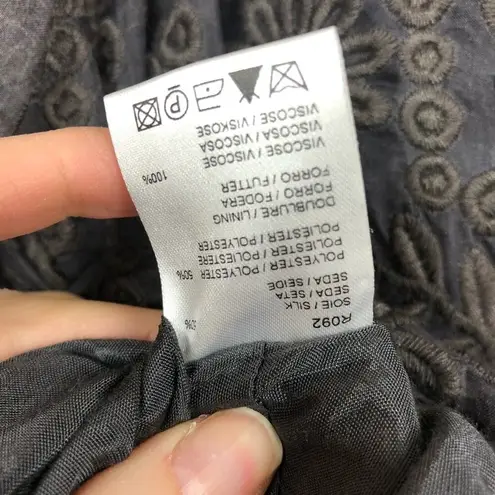 R092
SOIE / SILK
SEDA / SETA
SEDA / SEIDE
POLYESTER / POLYESTER 50%
POLIESTER / POLIESTERE
POLIESTER / POLYESTER
DOUBLURE / LINING
FORRO / FODERA
FORRO / FUTTER
VISCOSE / VISCOSE 100%
VISCOSA / VISCOSA
VISCOSE / VISKOSE
P